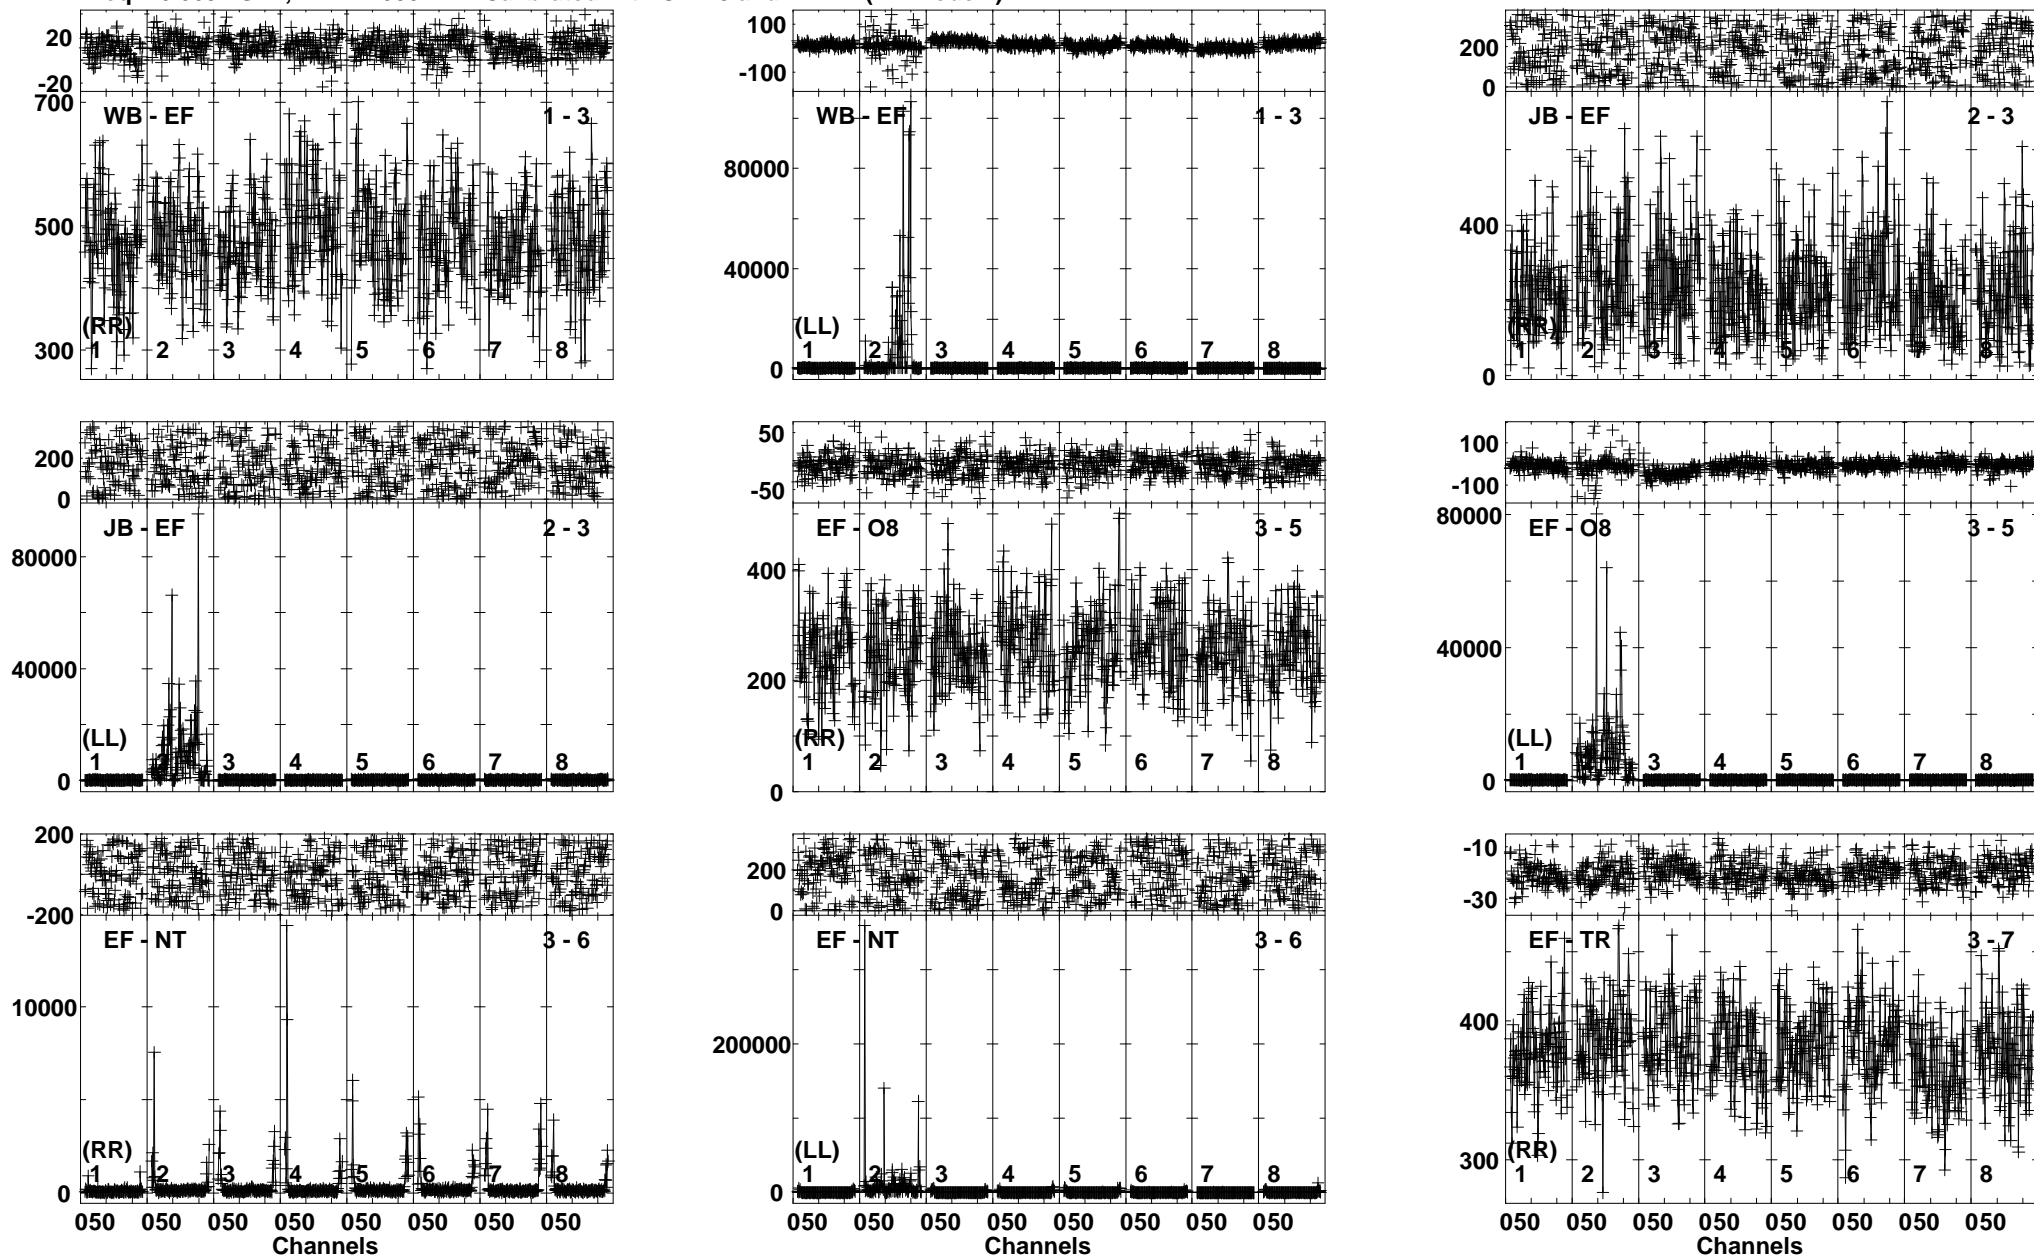 20
-20
700
500
300
WB - EF
1 - 3
(RR)
1 2 3 4 5 6 7 8
100
-100
80000
40000
0
WB - EF
1 - 3
(LL)
1 2 3 4 5 6 7 8
200
0
400
0
JB - EF
2 - 3
(RR)
1 2 3 4 5 6 7 8
200
0
80000
40000
0
JB - EF
2 - 3
(LL)
1 3 4 5 6 7 8
50
-50
400
200
0
EF - O8
3 - 5
(RR)
1 2 3 4 5 6 7 8
100
-100
80000
40000
0
EF - O8
3 - 5
(LL)
1 2 3 4 5 6 7 8
200
-200
10000
0
EF - NT
3 - 6
(RR)
1 2 3 4 5 6 7 8
050 050 050 050 050 050 050 050
Channels
200
0
200000
0
EF - NT
3 - 6
(LL)
1 2 3 4 5 6 7 8
050 050 050 050 050 050 050 050
Channels
-10
-30
400
300
EF - TR
3 - 7
(RR)
1 2 3 4 5 6 7 8
050 050 050 050 050 050 050 050
Channels